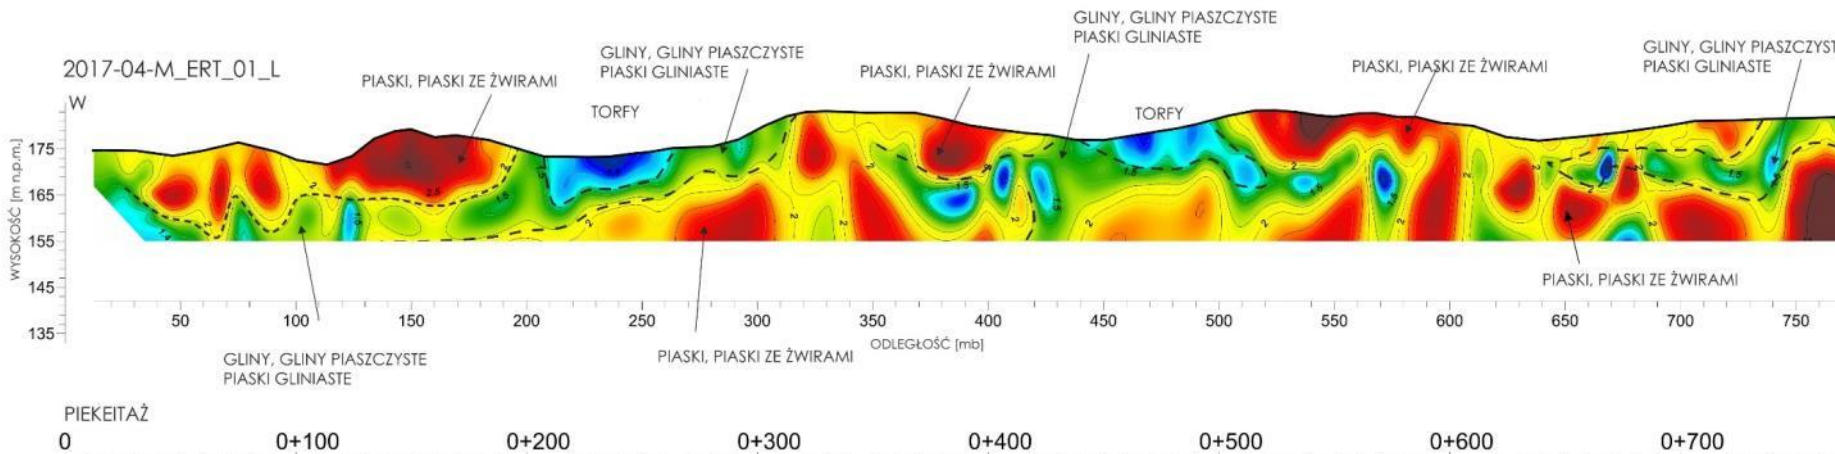 GLINY, GLINY PIASZCZYSTE
PIASKI GLINIASTE
GLINY, GLINY PIASZCZYST
PIASKI GLINIASTE
GLINY, GLINY PIASZCZYSTE
PIASKI GLINIASTE
2017-04-M_ERT_01_L
PIASKI, PIASKI ZE ŻWIRAMI
PIASKI, PIASKI ZE ŻWIRAMI
PIASKI, PIASKI ZE ŻWIRAMI
W
TORFY
TORFY
WYSOKOŚĆ [m n.p.m.]
175
165
155
145
135
PIASKI, PIASKI ZE ŻWIRAMI
50 100 150 200 250 300 350 400 450 500 550 600 650 700 750
ODLEGŁOŚĆ [mb]
GLINY, GLINY PIASZCZYSTE
PIASKI GLINIASTE
PIASKI, PIASKI ZE ŻWIRAMI
PIEKEITAŻ
0 0+100 0+200 0+300 0+400 0+500 0+600 0+700